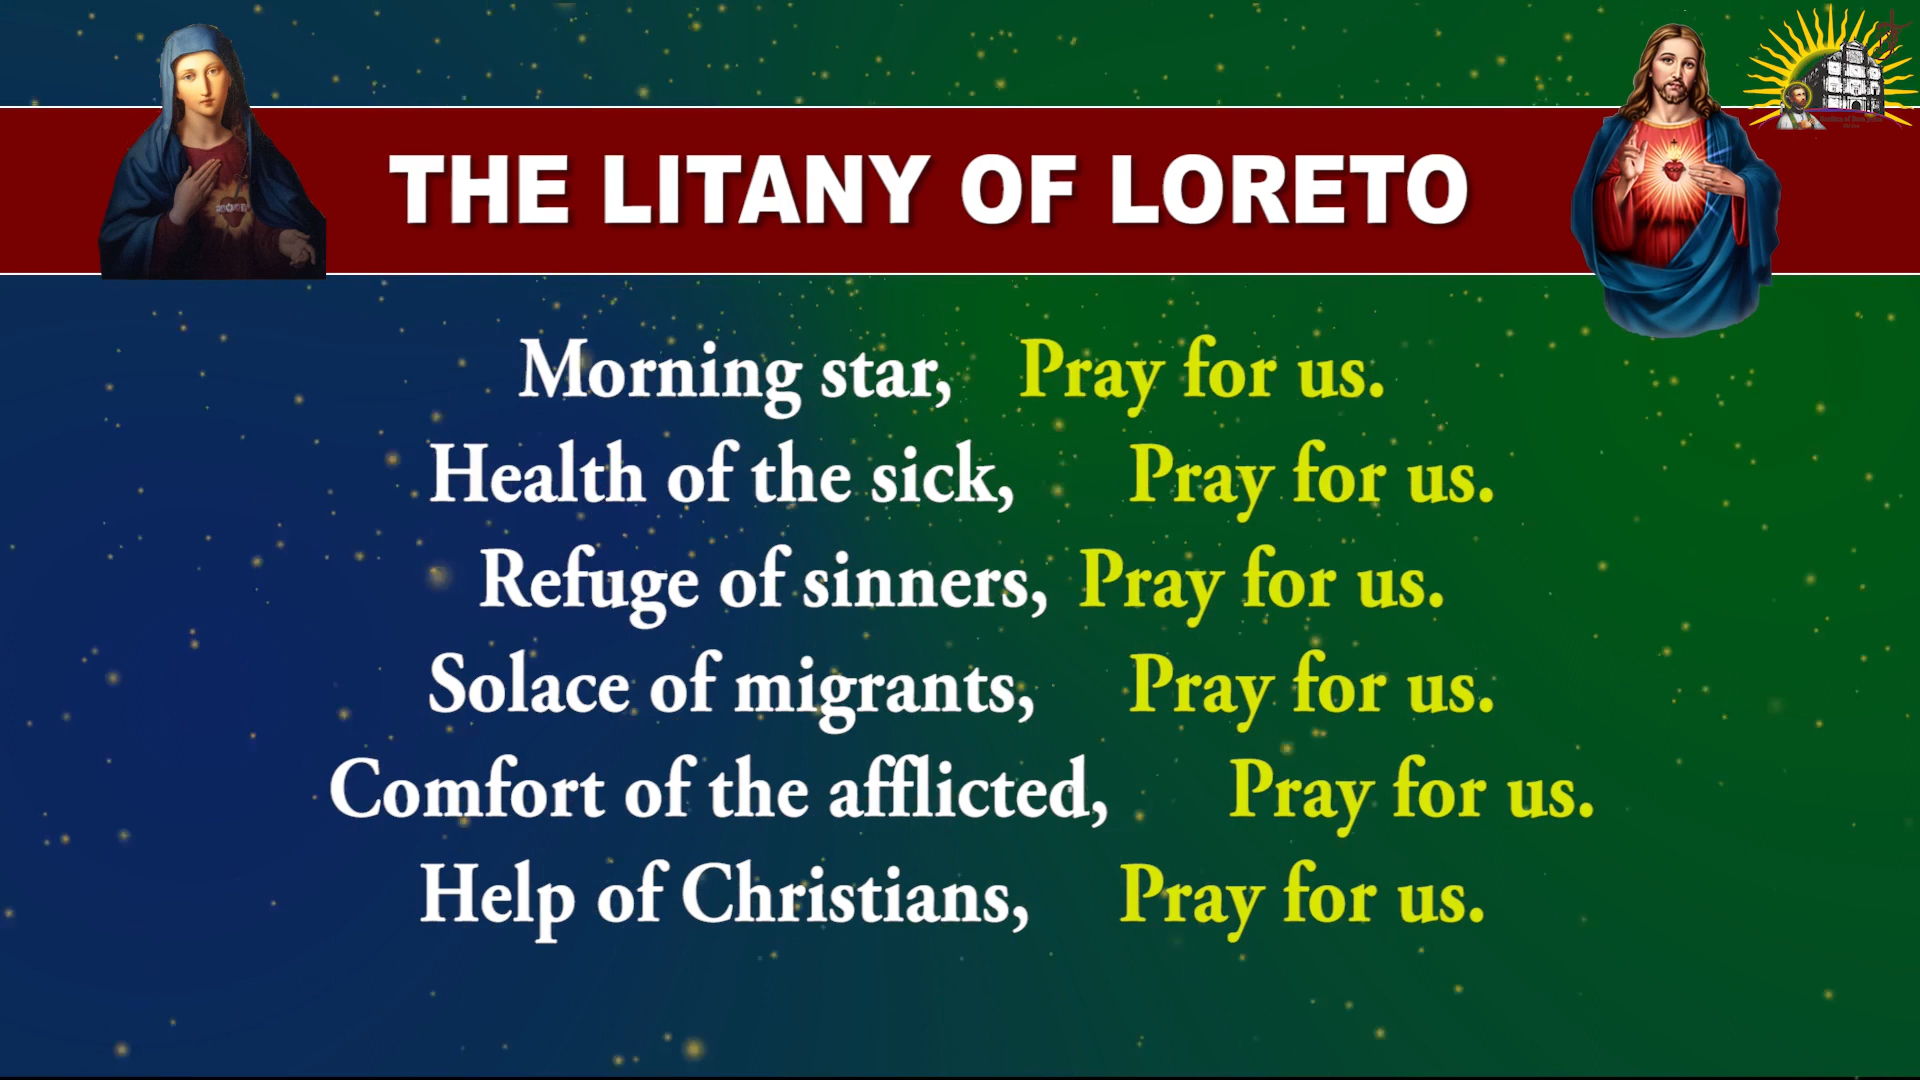 THE LITANY OF LORETO
Morning star, Pray for us.
Health of the sick, Pray for us.
Refuge of sinners, Pray for us.
Solace of migrants, Pray for us.
Comfort of the afflicted, Pray for us.
Help of Christians, Pray for us.